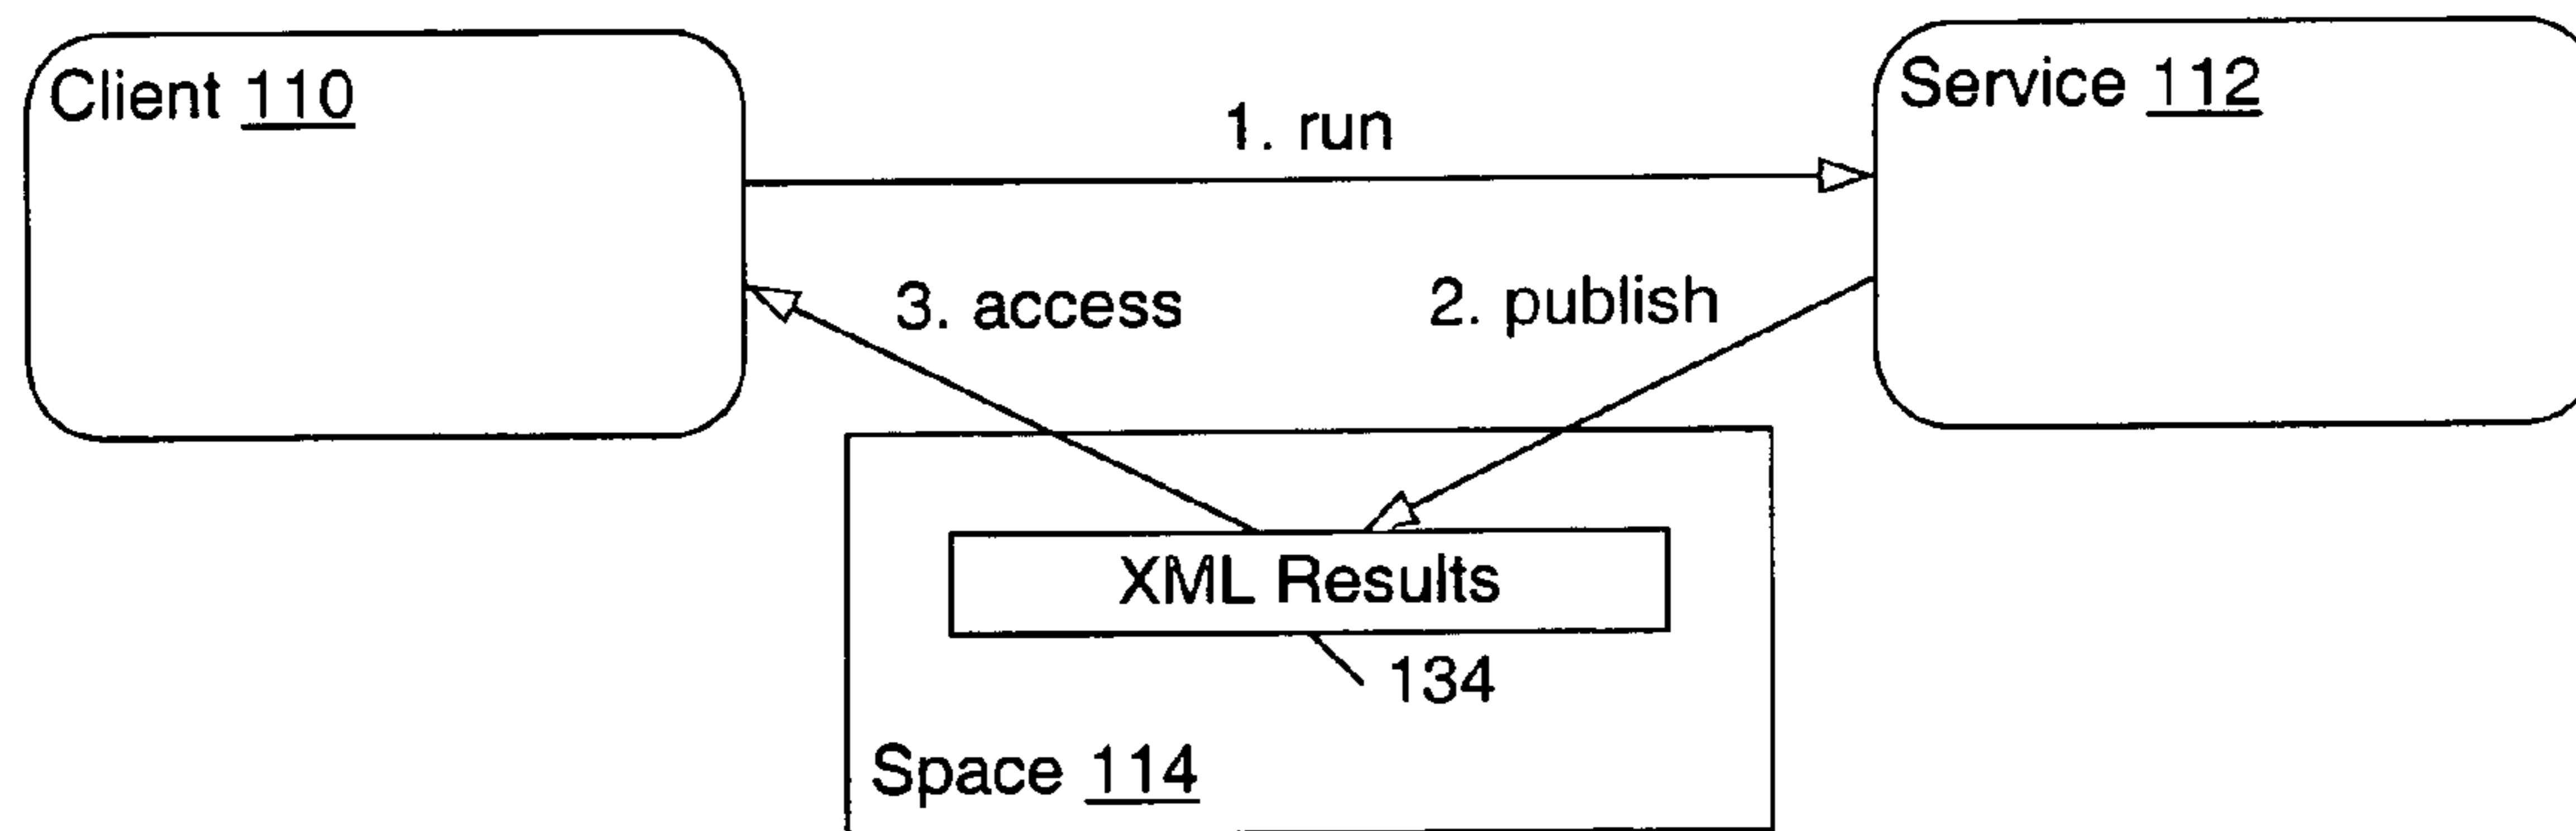 Client 110
Service 112
1. run
3. access
2. publish
XML Results
134
Space 114